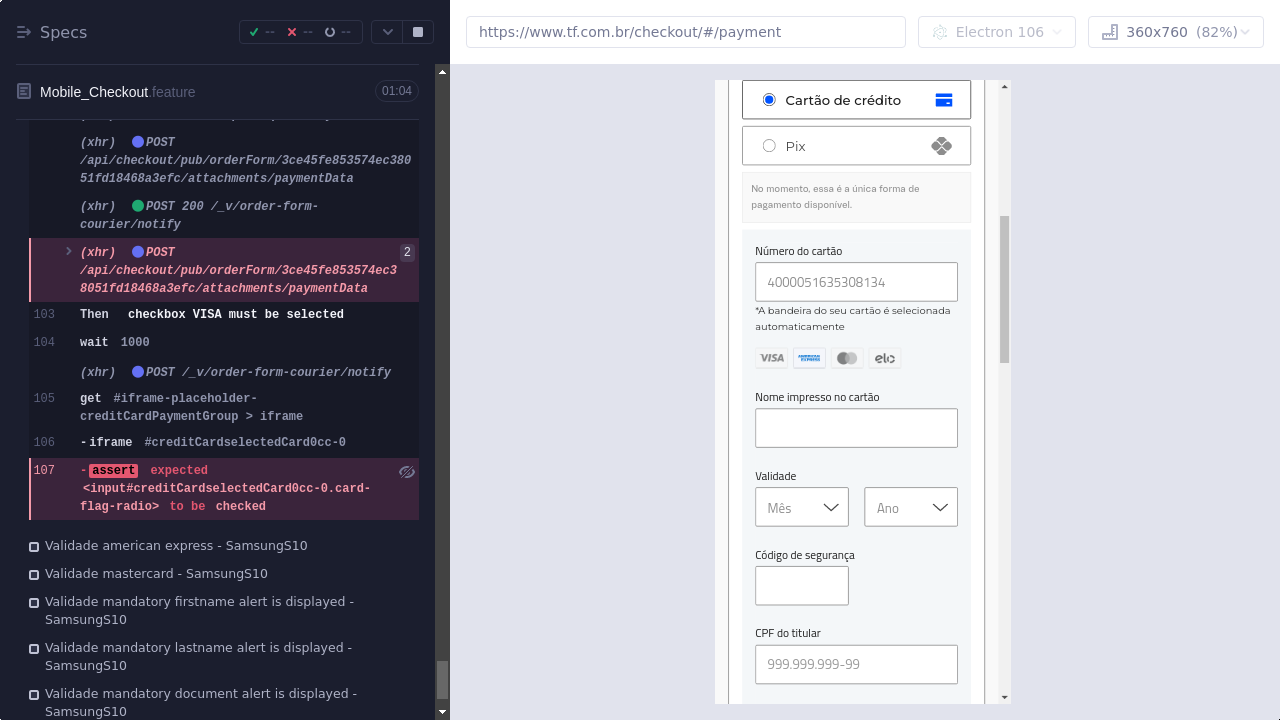 Specs
--
--
--
Mobile_Checkout.feature
01:04
(xhr) POST
/api/checkout/pub/orderForm/3ce45fe853574ec380
51fd18468a3efc/attachments/paymentData
(xhr) POST 200 /_v/order-form-
courier/notify
(xhr) POST 2
/api/checkout/pub/orderForm/3ce45fe853574ec3
8051fd18468a3efc/attachments/paymentData
103 Then checkbox VISA must be selected
104 wait 1000
(xhr) POST /_v/order-form-courier/notify
105 get #iframe-placeholder-
creditCardPaymentGroup > iframe
106 -iframe #creditCardselectedCard0cc-0
107 -assert expected
<input#creditCardselectedCard0cc-0.card-
flag-radio> to be checked
Validade american express - SamsungS10
Validade mastercard - SamsungS10
Validade mandatory firstname alert is displayed -
SamsungS10
Validade mandatory lastname alert is displayed -
SamsungS10
Validade mandatory document alert is displayed -
SamsungS10
https://www.tf.com.br/checkout/#/payment
Electron 106
360x760 (82%)
Cartão de crédito
Pix
No momento, essa é a única forma de
pagamento disponível.
Número do cartão
4000051635308134
*A bandeira do seu cartão é selecionada
automaticamente
VISA AMERICAN EXPRESS elo
Nome impresso no cartão
Validade
Mês Ano
Código de segurança
CPF do titular
999.999.999-99